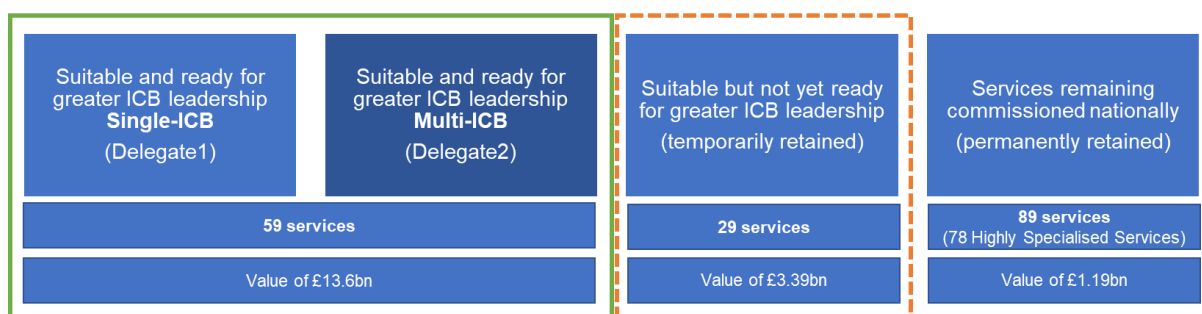 Suitable and ready for
greater ICB leadership
Single-ICB
(Delegate1)
Suitable and ready for
greater ICB leadership
Multi-ICB
(Delegate2)
Suitable but not yet ready
for greater ICB leadership
(temporarily retained)
Services remaining
commissioned nationally
(permanently retained)
59 services
29 services
89 services
(78 Highly Specialised Services)
Value of £13.6bn
Value of £3.39bn
Value of £1.19bn